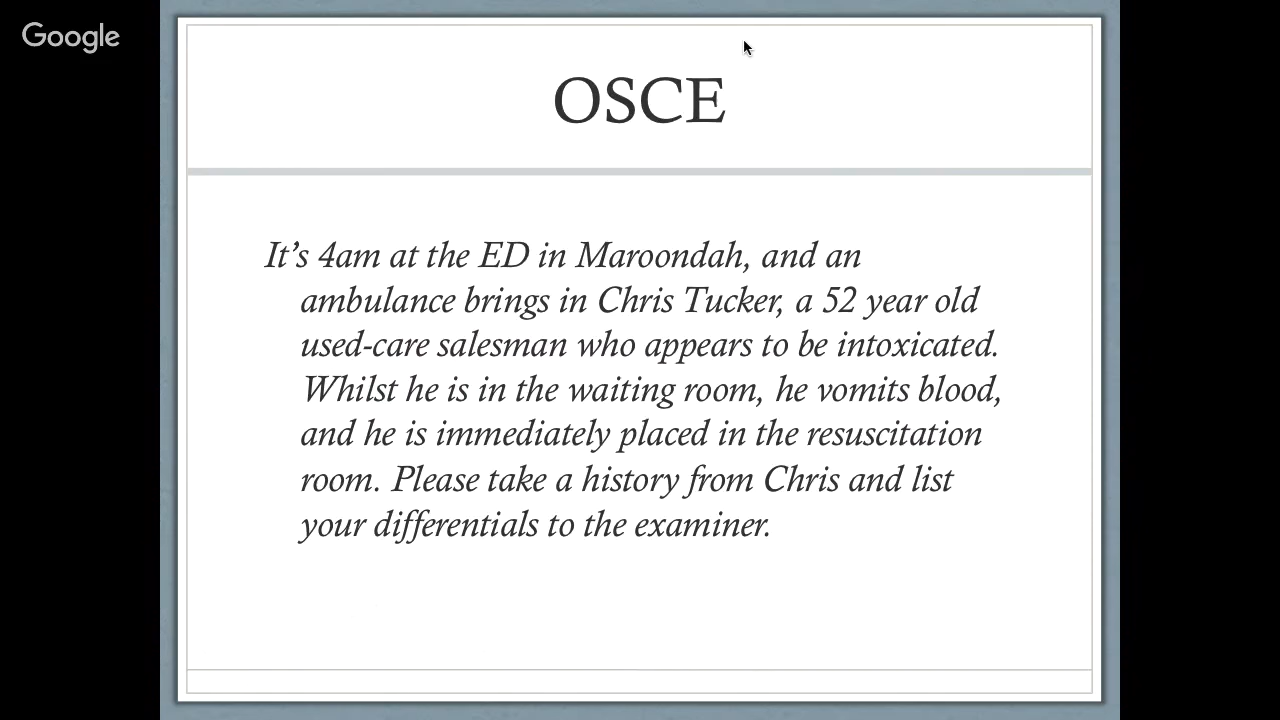 Google
OSCE
It’s 4am at the ED in Maroondah, and an
ambulance brings in Chris Tucker, a 52 year old
used-care salesman who appears to be intoxicated.
Whilst he is in the waiting room, he vomits blood,
and he is immediately placed in the resuscitation
room. Please take a history from Chris and list
your differentials to the examiner.